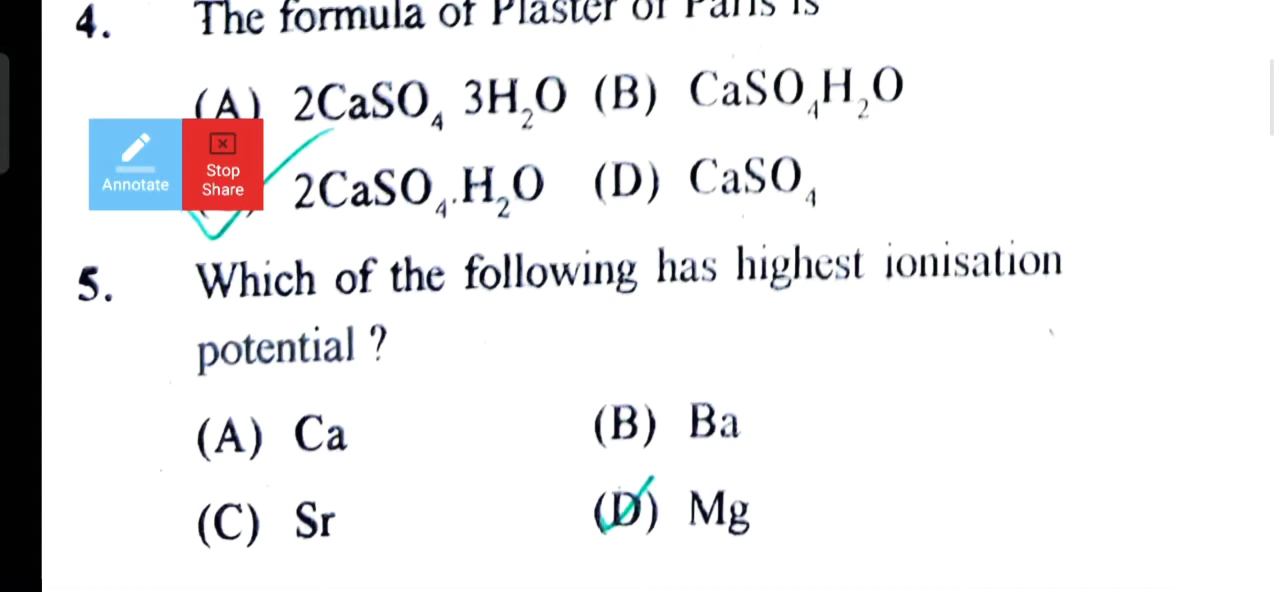 4. The formula of Plaster of Paris is
(A) 2CaSO₄ 3H₂O (B) CaSO₄H₂O
Annotate
Stop
Share
2CaSO₄.H₂O (D) CaSO₄
5. Which of the following has highest ionisation
potential ?
(A) Ca (B) Ba
(C) Sr (D) Mg